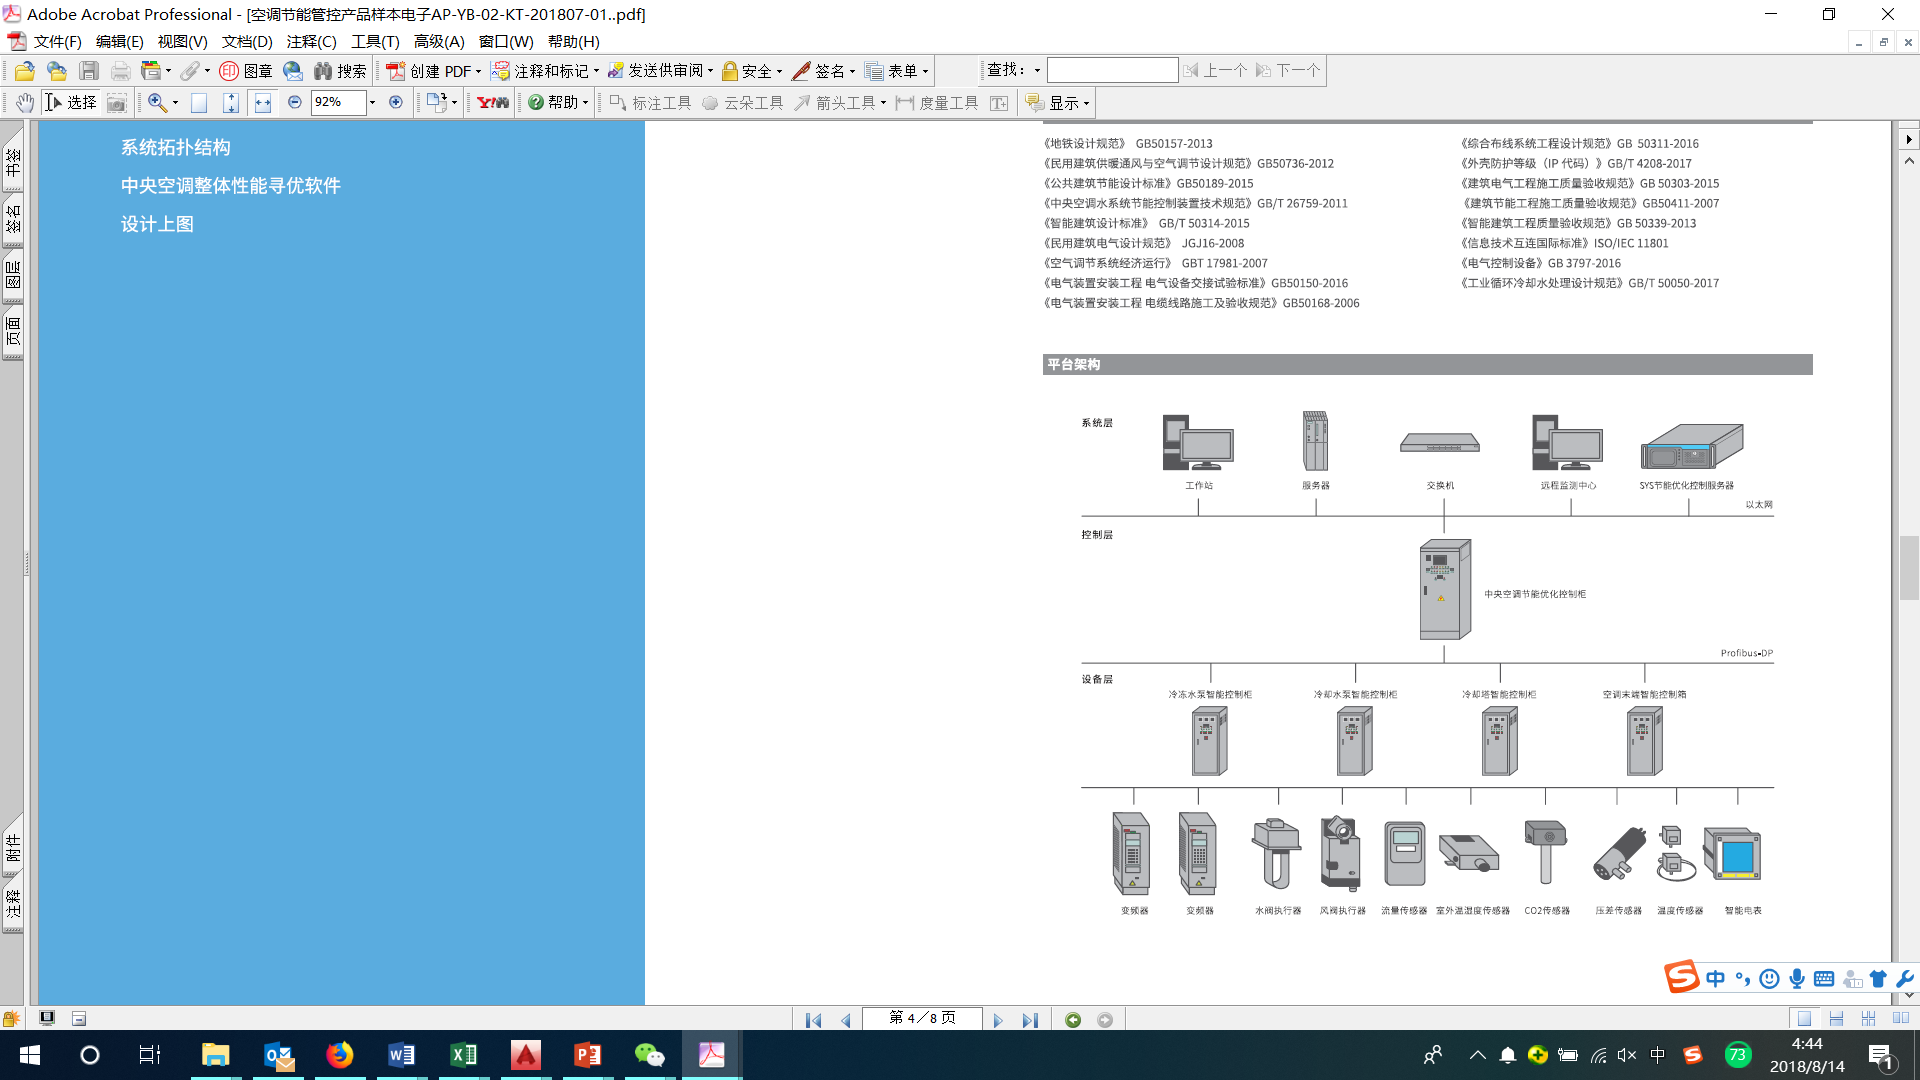 Adobe Acrobat Professional - [空调节能管控产品样本电子AP-YB-02-KT-201807-01..pdf]
文件(F) 编辑(E) 视图(V) 文档(D) 注释(C) 工具(T) 高级(A) 窗口(W) 帮助(H)
图章 搜索 创建 PDF 注释和标记 发送供审阅 安全 签名 表单 查找： 上一个 下一个
选择 92% Y! 帮助 标注工具 云朵工具 箭头工具 度量工具 显示
书签
签名
图层
页面
附件
注释
系统拓扑结构
中央空调整体性能寻优软件
设计上图
《地铁设计规范》 GB50157-2013
《民用建筑供暖通风与空气调节设计规范》GB50736-2012
《公共建筑节能设计标准》GB50189-2015
《中央空调水系统节能控制装置技术规范》GB/T 26759-2011
《智能建筑设计标准》 GB/T 50314-2015
《民用建筑电气设计规范》 JGJ16-2008
《空气调节系统经济运行》 GBT 17981-2007
《电气装置安装工程 电气设备交接试验标准》GB50150-2016
《电气装置安装工程 电缆线路施工及验收规范》GB50168-2006
《综合布线系统工程设计规范》GB 50311-2016
《外壳防护等级（IP 代码）》GB/T 4208-2017
《建筑电气工程施工质量验收规范》GB 50303-2015
《建筑节能工程施工质量验收规范》GB50411-2007
《智能建筑工程质量验收规范》GB 50339-2013
《信息技术互连国际标准》ISO/IEC 11801
《电气控制设备》GB 3797-2016
《工业循环冷却水处理设计规范》GB/T 50050-2017
平台架构
系统层
工作站 服务器 交换机 远程监测中心 SYS节能优化控制服务器
以太网
控制层
中央空调节能优化控制柜
Profibus-DP
设备层
冷冻水泵智能控制柜 冷却水泵智能控制柜 冷却塔智能控制柜 空调末端智能控制箱
变频器 变频器 水阀执行器 风阀执行器 流量传感器 室外温湿度传感器 CO2传感器 压差传感器 温度传感器 智能电表
中
第 4／8 页
中 73
4:44
2018/8/14
1